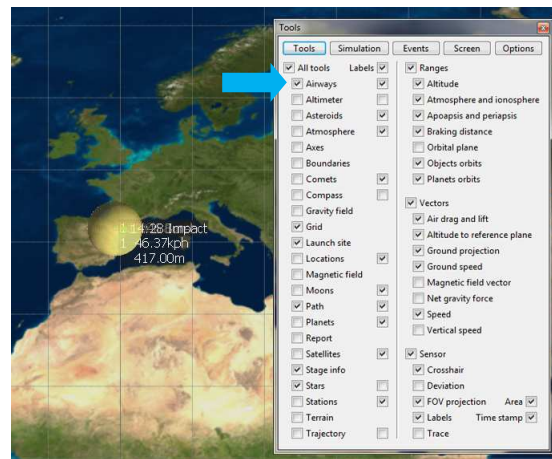 Tools
Tools Simulation Events Screen Options
All tools Labels
Airways
Altimeter
Asteroids
Atmosphere
Axes
Boundaries
Comets
Compass
Gravity field
Grid
Launch site
Locations
Magnetic field
Moons
Path
Planets
Report
Satellites
Stage info
Stars
Stations
Terrain
Trajectory
Ranges
Altitude
Atmosphere and ionosphere
Apoapsis and periapsis
Braking distance
Orbital plane
Objects orbits
Planets orbits
Vectors
Air drag and lift
Altitude to reference plane
Ground projection
Ground speed
Magnetic field vector
Net gravity force
Speed
Vertical speed
Sensor
Crosshair
Deviation
FOV projection Area
Labels Time stamp
Trace
Impact
46.37kph
417.00m